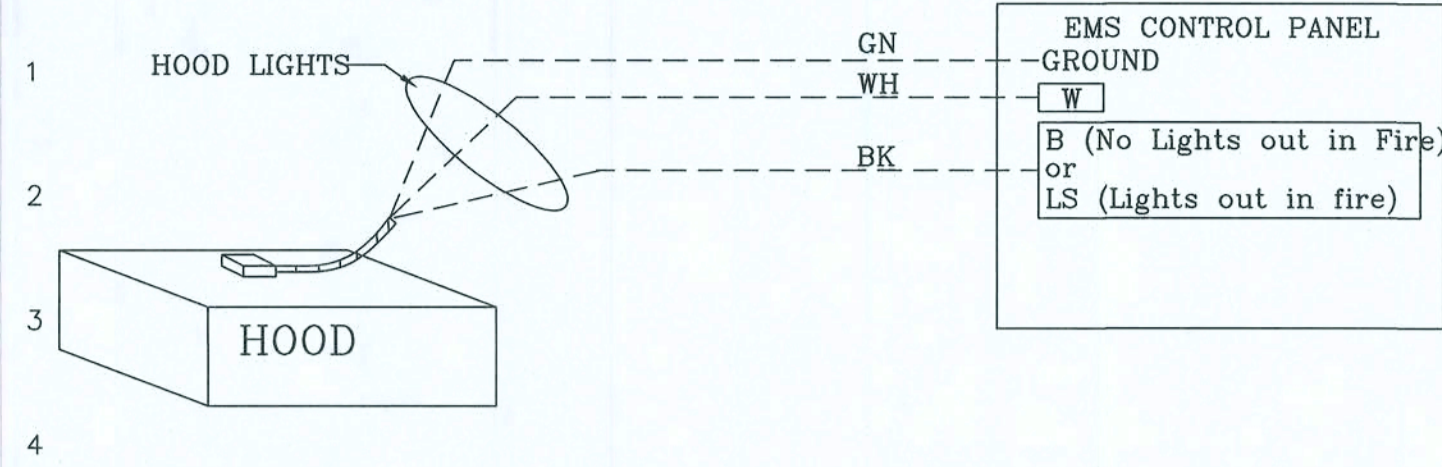 EMS CONTROL PANEL
1
HOOD LIGHTS
GN
GROUND
WH
W
BK
B (No Lights out in Fire)
or
2
LS (Lights out in fire)
3
HOOD
4